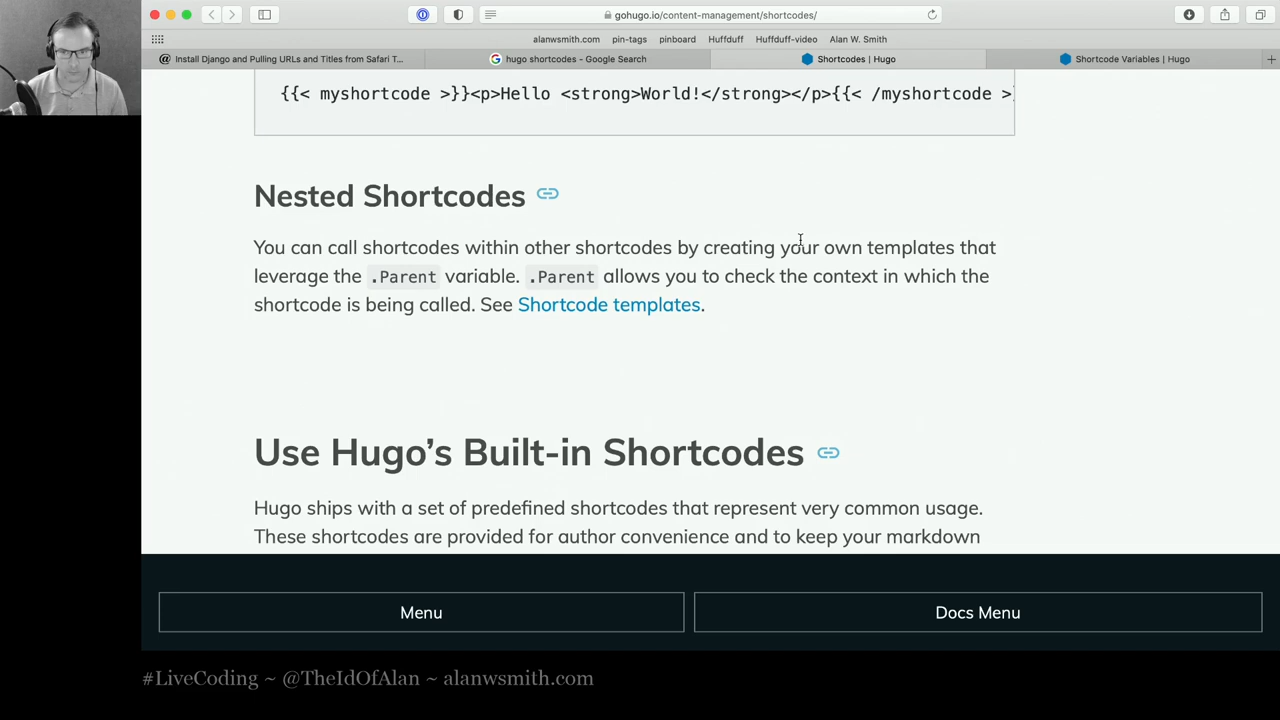 gohugo.io/content-management/shortcodes/
alanwsmith.com pin-tags pinboard Huffduff Huffduff-video Alan W. Smith
Install Django and Pulling URLs and Titles from Safari T... hugo shortcodes - Google Search Shortcodes | Hugo Shortcode Variables | Hugo
{{< myshortcode >}}<p>Hello <strong>World!</strong></p>{{< /myshortcode >
Nested Shortcodes
You can call shortcodes within other shortcodes by creating your own templates that
leverage the .Parent variable. .Parent allows you to check the context in which the
shortcode is being called. See Shortcode templates.
Use Hugo’s Built-in Shortcodes
Hugo ships with a set of predefined shortcodes that represent very common usage.
These shortcodes are provided for author convenience and to keep your markdown
Menu Docs Menu
#LiveCoding ~ @TheIdOfAlan ~ alanwsmith.com